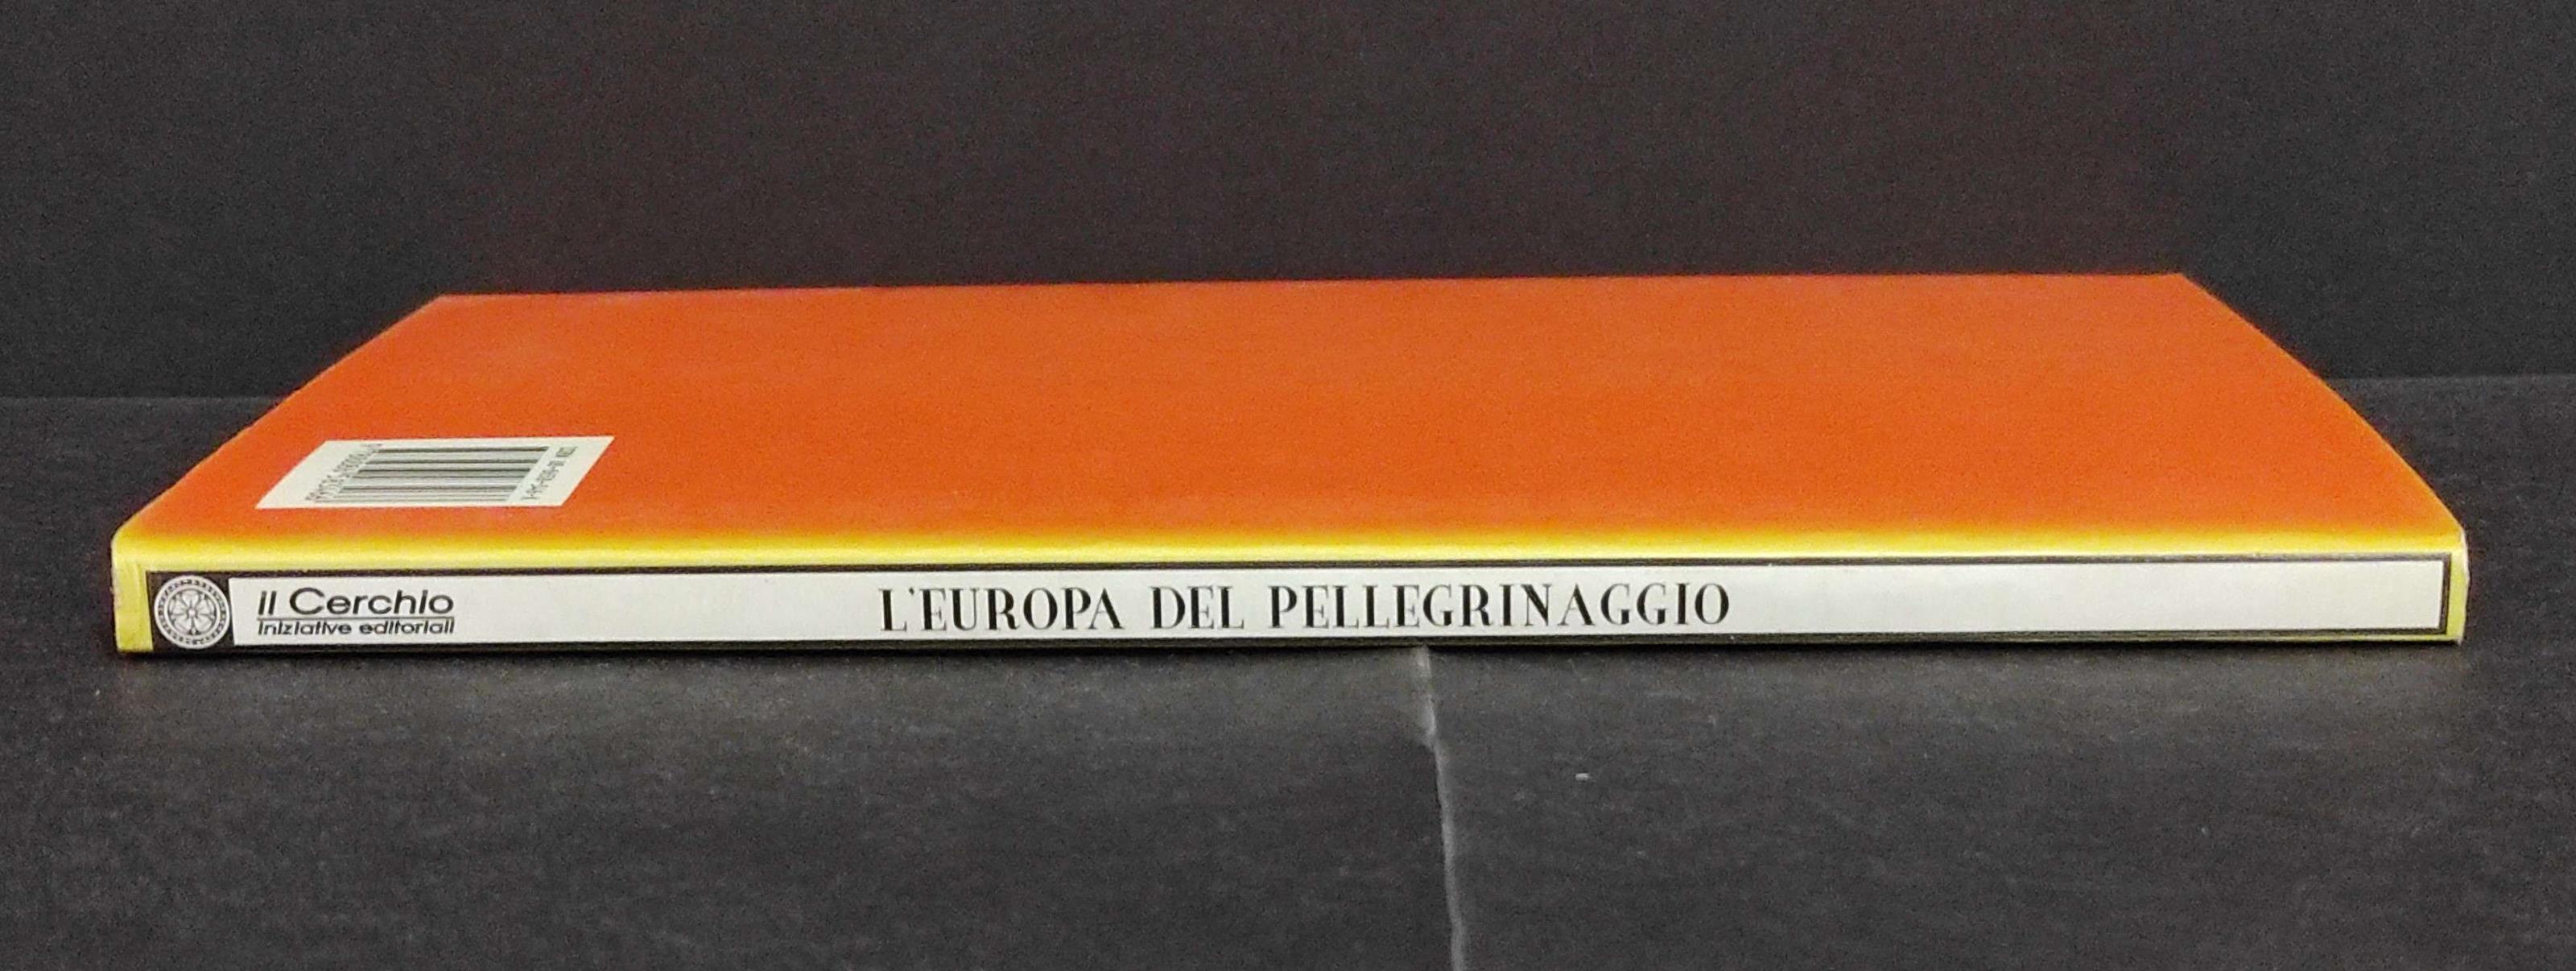 il Cerchio
Iniziative editoriali
L'EUROPA DEL PELLEGRINAGGIO